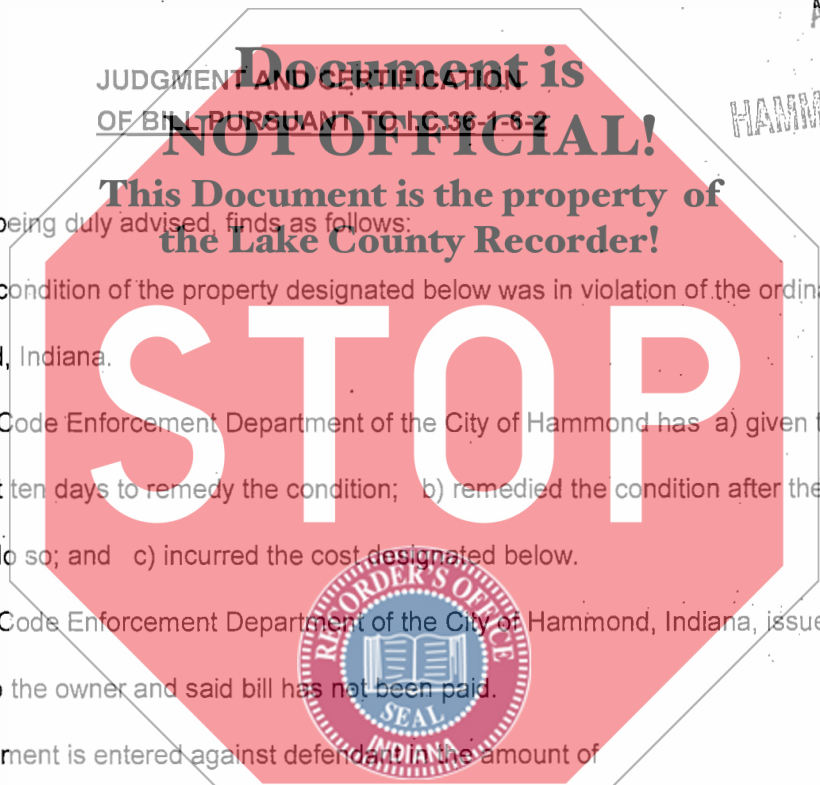 Document is
JUDGMENT AND CERTIFICATION
OF BILL PURSUANT TO I.C.36-1-6-2
NOT OFFICIAL!
HAMM
This Document is the property of
eing duly advised, finds as follows:
the Lake County Recorder!
condition of the property designated below was in violation of the ordin
, Indiana.
STOP
Code Enforcement Department of the City of Hammond has a) given
ten days to remedy the condition; b) remedied the condition after the
o so; and c) incurred the cost designated below.
RECORDER'S OFFICE
Code Enforcement Department of the City of Hammond, Indiana, issue
the owner and said bill has not been paid.
SEAL
INDIANA
ment is entered against defendant in the amount of